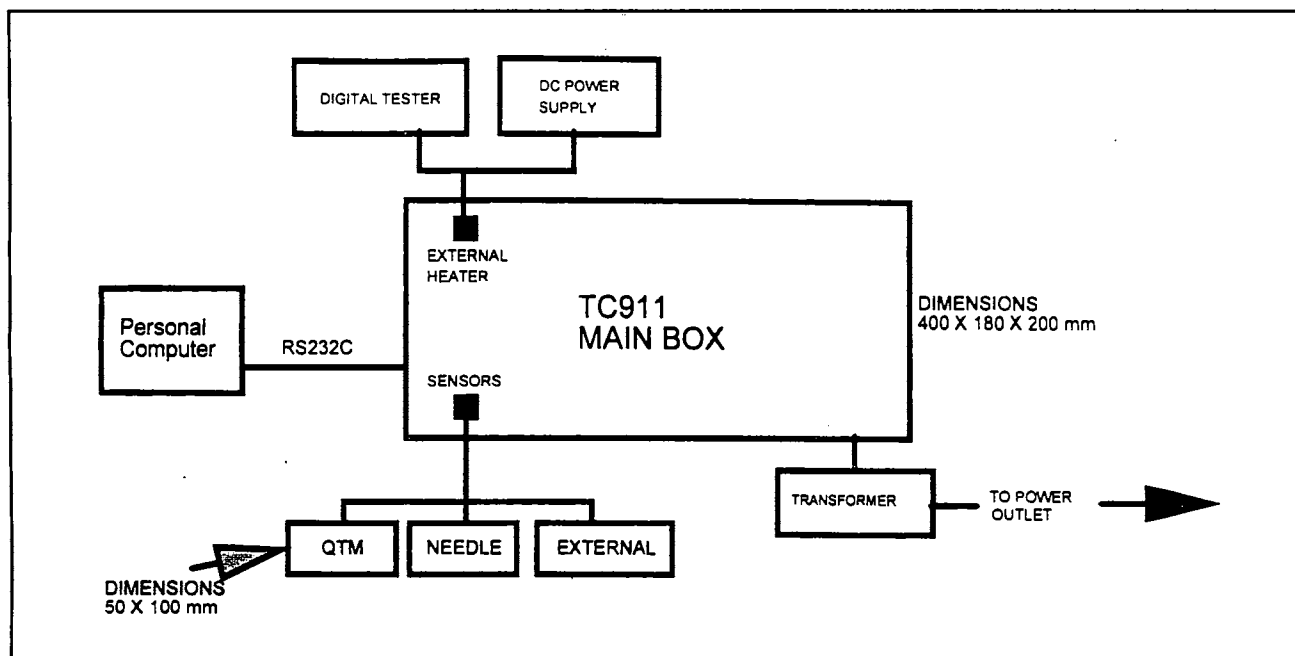 DIGITAL TESTER
DC POWER
SUPPLY
EXTERNAL
HEATER
TC911
MAIN BOX
DIMENSIONS
400 X 180 X 200 mm
Personal
Computer
RS232C
SENSORS
TRANSFORMER
TO POWER
OUTLET
QTM
NEEDLE
EXTERNAL
DIMENSIONS
50 X 100 mm